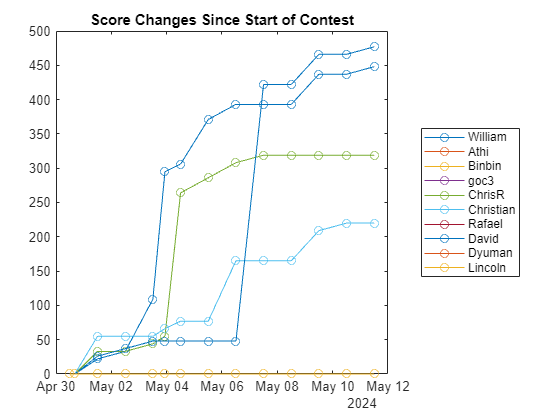 Score Changes Since Start of Contest
500
450
400
350
300
250
200
150
100
50
0
Apr 30 May 02 May 04 May 06 May 08 May 10 May 12
2024
William
Athi
Binbin
goc3
ChrisR
Christian
Rafael
David
Dyuman
Lincoln